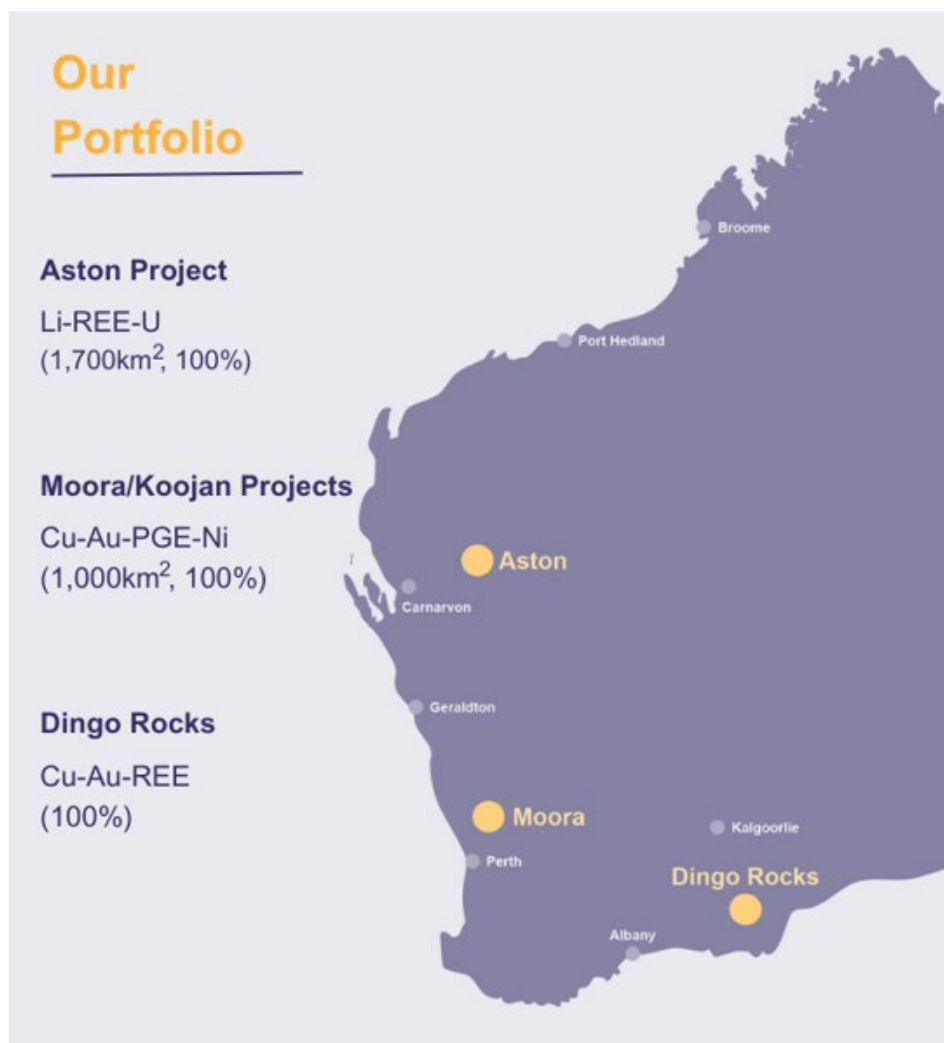 Our
Portfolio
Aston Project
Li-REE-U
(1,700km², 100%)
Moora/Koojan Projects
Cu-Au-PGE-Ni
(1,000km², 100%)
Dingo Rocks
Cu-Au-REE
(100%)
Broome
Port Hedland
Aston
Carnarvon
Geraldton
Moora
Kalgoorlie
Perth
Dingo Rocks
Albany